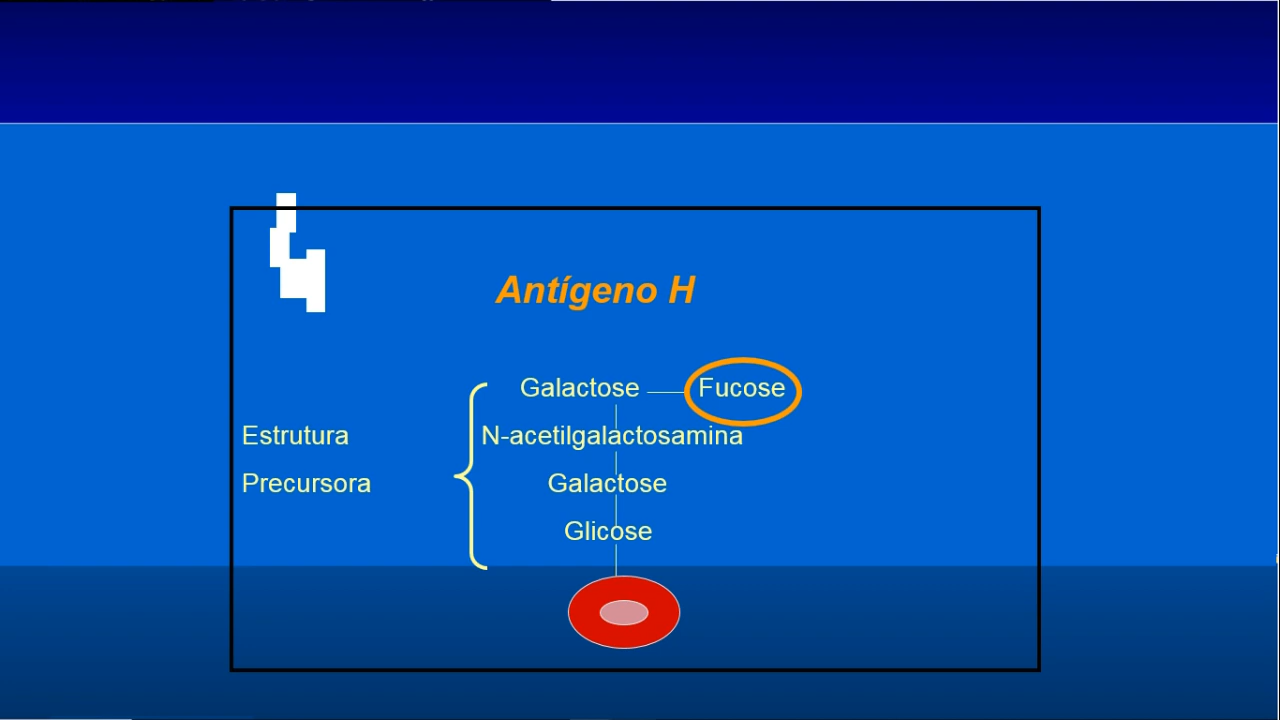 Antígeno H
Galactose Fucose
Estrutura N-acetilgalactosamina
Precursora Galactose
Glicose